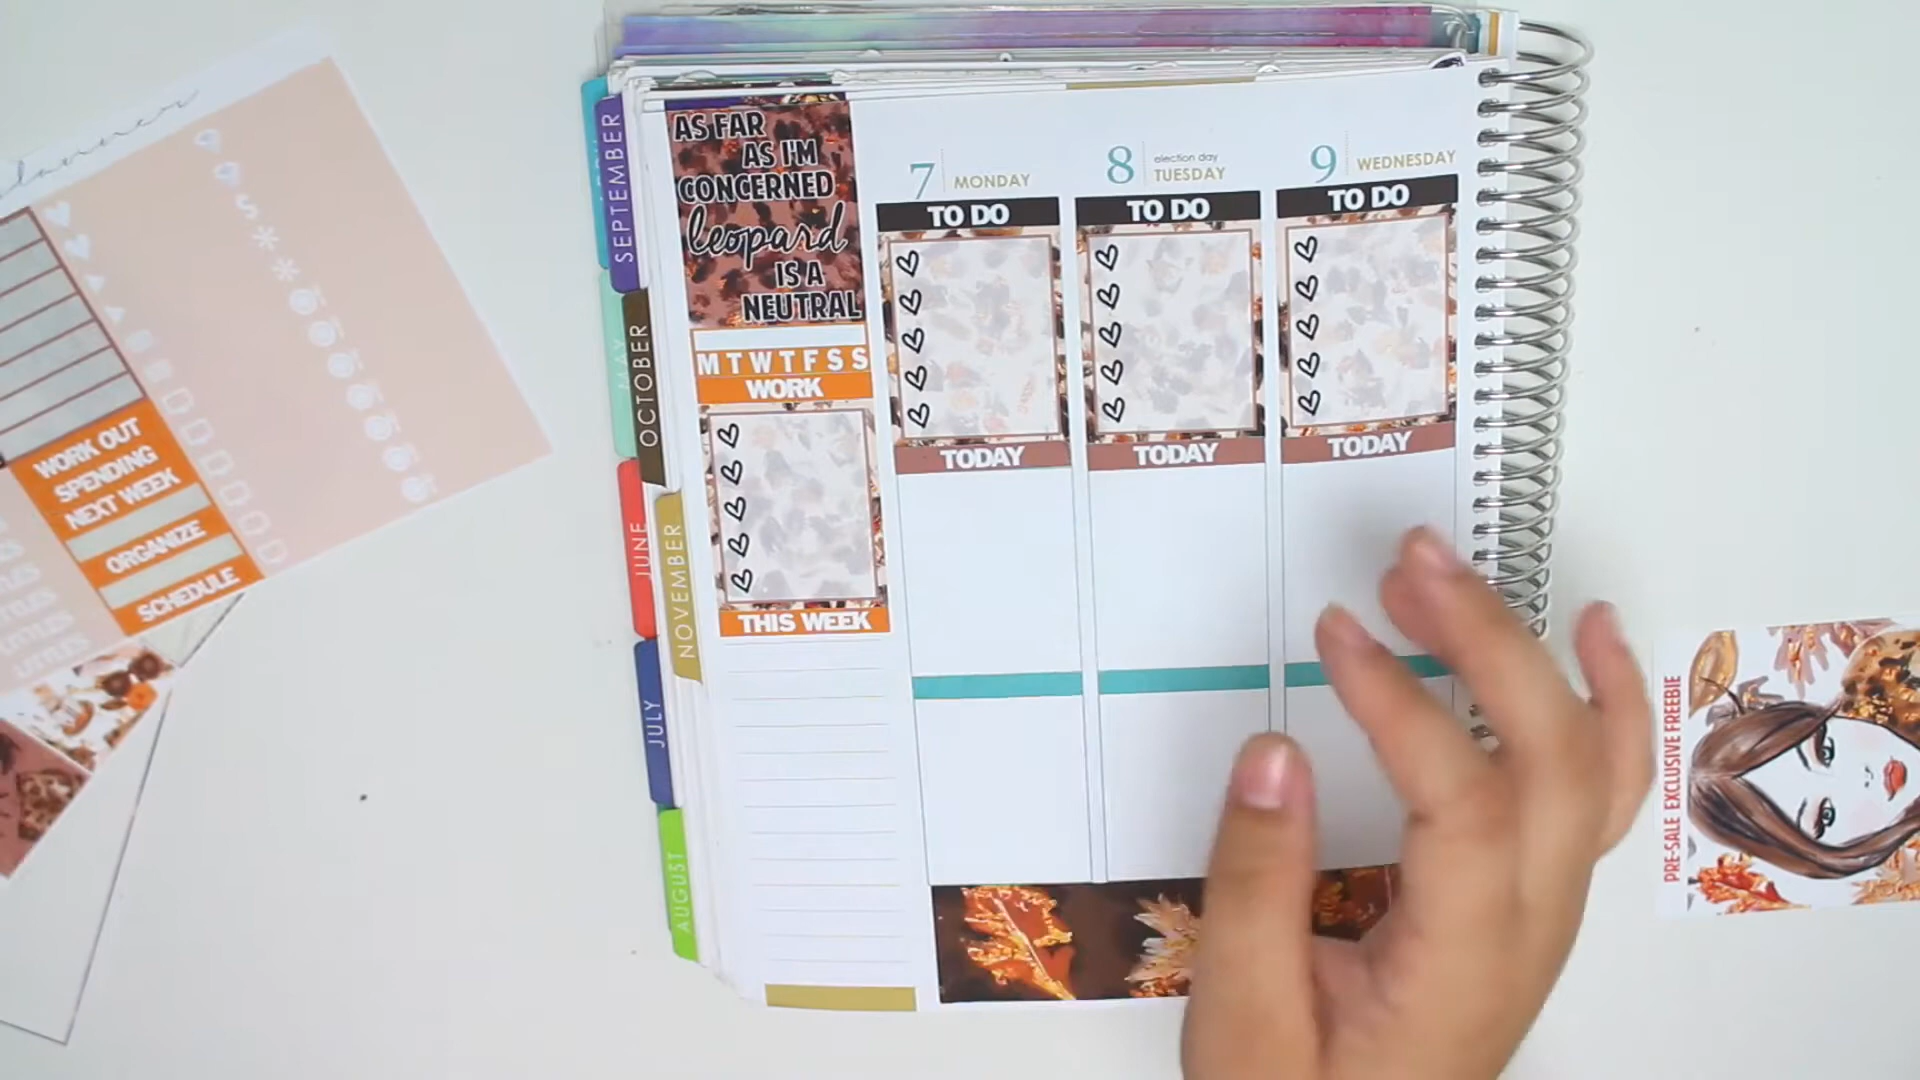 AS FAR
AS I'M
CONCERNED
leopard
IS A
NEUTRAL
M T W T F S S
WORK
THIS WEEK
7 MONDAY
TO DO
TODAY
8 election day
TUESDAY
TO DO
TODAY
9 WEDNESDAY
TO DO
TODAY
SEPTEMBER
MAY
OCTOBER
JUNE
NOVEMBER
JULY
AUGUST
WORK OUT
SPENDING
NEXT WEEK
ORGANIZE
SCHEDULE
PRE-SALE EXCLUSIVE FREEBIE